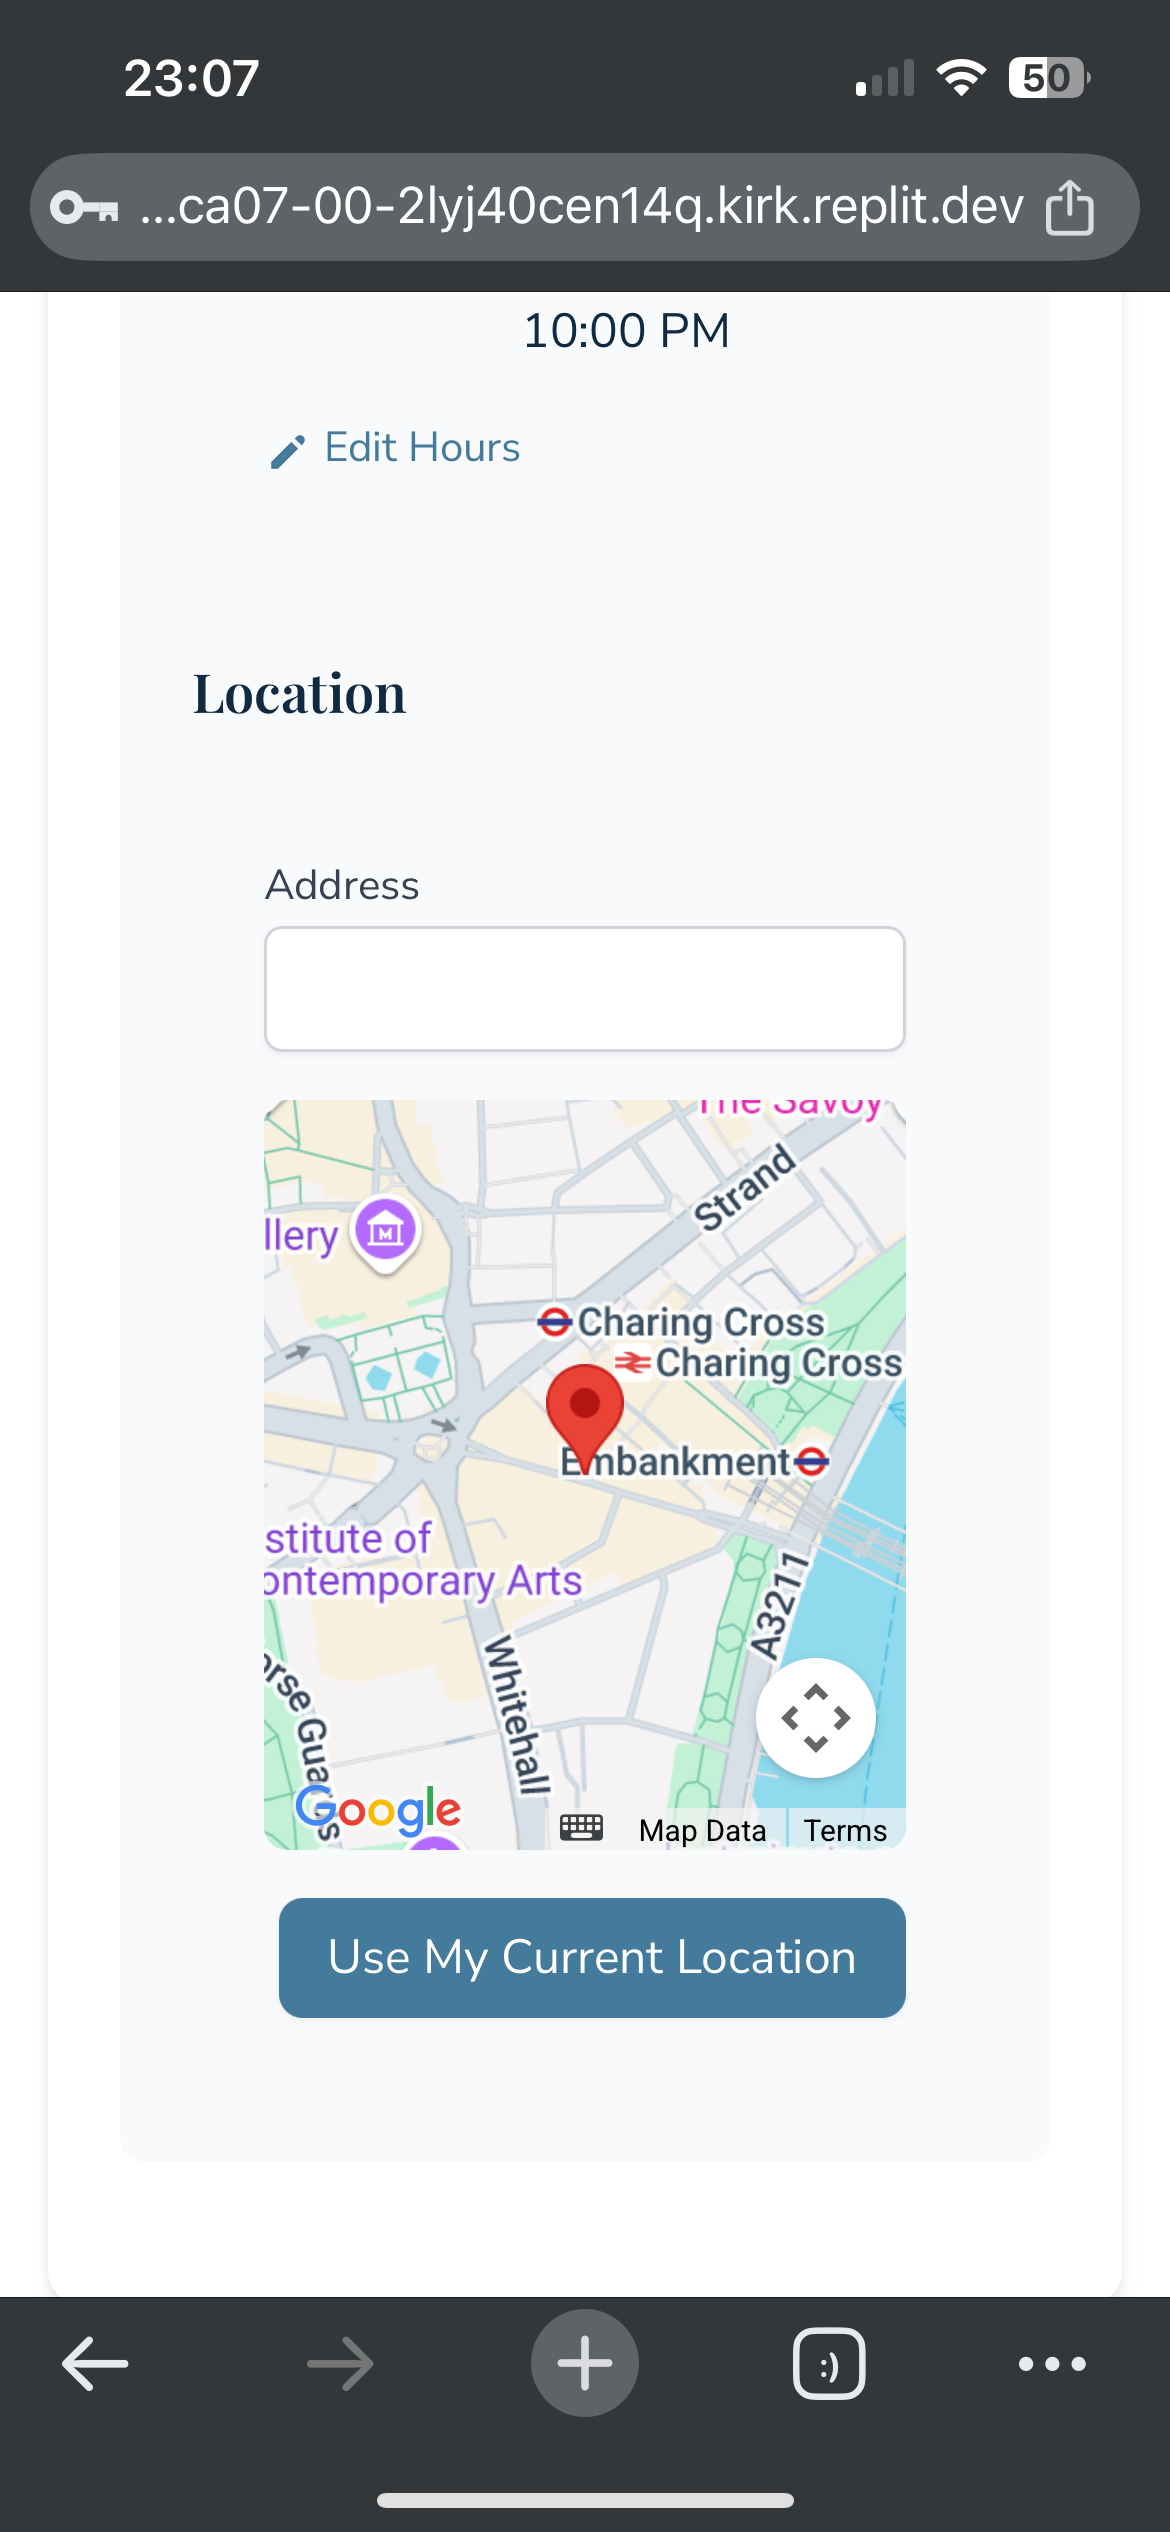 23:07
50
...ca07-00-2lyj40cen14q.kirk.replit.dev
10:00 PM
Edit Hours
Location
Address
The Savoy
Strand
llery
M
Charing Cross
Charing Cross
Embankment
stitute of
ontemporary Arts
A3211
Whitehall
orse Guards
Google
Map Data
Terms
Use My Current Location
:)